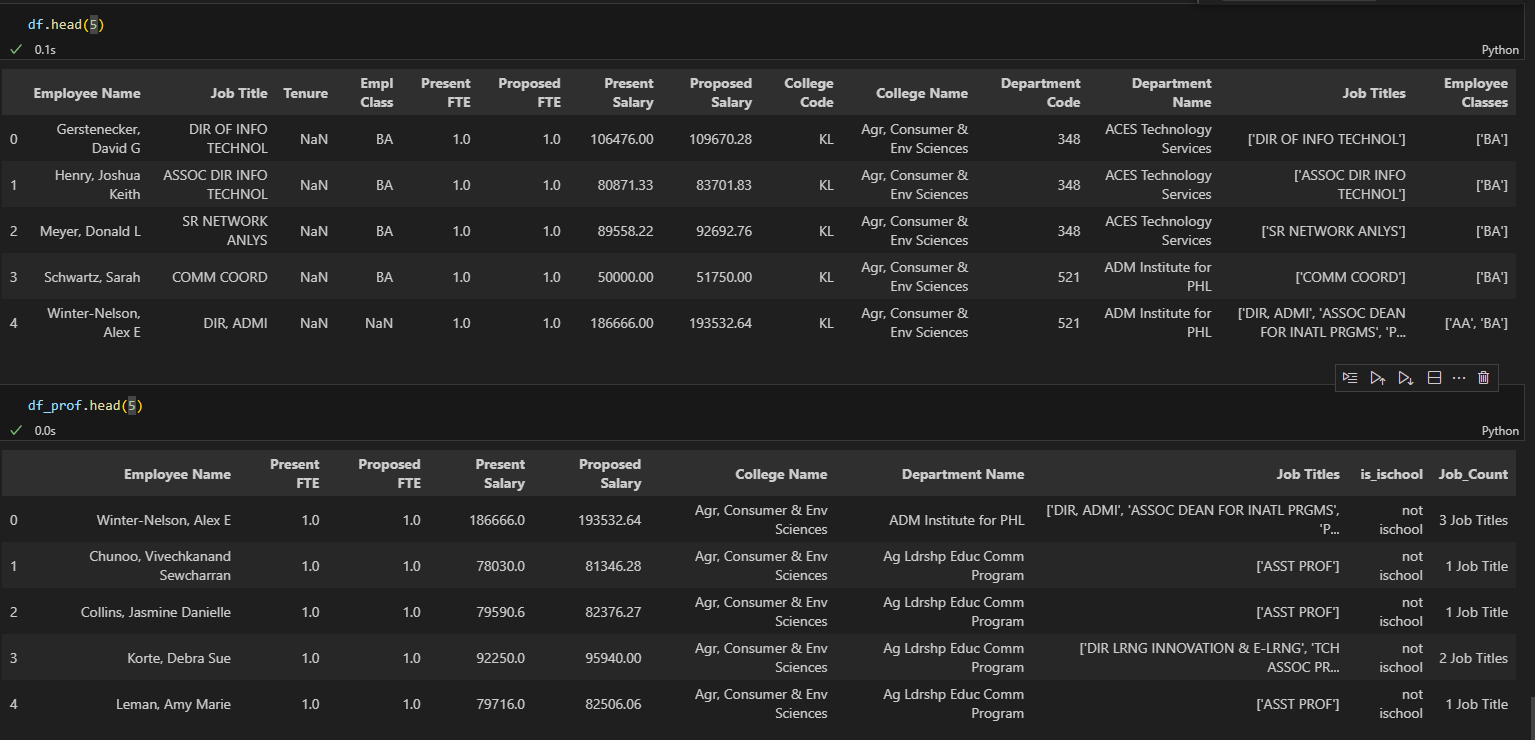 df.head(5)
0.1s
Python
Employee Name Job Title Tenure Empl Class Present FTE Proposed FTE Present Salary Proposed Salary College Code College Name Department Code Department Name Job Titles Employee Classes
0 Gerstenecker, David G DIR OF INFO TECHNOL NaN BA 1.0 1.0 106476.00 109670.28 KL Agr, Consumer & Env Sciences 348 ACES Technology Services ['DIR OF INFO TECHNOL'] ['BA']
1 Henry, Joshua Keith ASSOC DIR INFO TECHNOL NaN BA 1.0 1.0 80871.33 83701.83 KL Agr, Consumer & Env Sciences 348 ACES Technology Services ['ASSOC DIR INFO TECHNOL'] ['BA']
2 Meyer, Donald L SR NETWORK ANLYS NaN BA 1.0 1.0 89558.22 92692.76 KL Agr, Consumer & Env Sciences 348 ACES Technology Services ['SR NETWORK ANLYS'] ['BA']
3 Schwartz, Sarah COMM COORD NaN BA 1.0 1.0 50000.00 51750.00 KL Agr, Consumer & Env Sciences 521 ADM Institute for PHL ['COMM COORD'] ['BA']
4 Winter-Nelson, Alex E DIR, ADMI NaN NaN 1.0 1.0 186666.00 193532.64 KL Agr, Consumer & Env Sciences 521 ADM Institute for PHL ['DIR, ADMI', 'ASSOC DEAN FOR INATL PRGMS', 'P... ['AA', 'BA']
df_prof.head(5)
0.0s
Python
Employee Name Present FTE Proposed FTE Present Salary Proposed Salary College Name Department Name Job Titles is_ischool Job_Count
0 Winter-Nelson, Alex E 1.0 1.0 186666.0 193532.64 Agr, Consumer & Env Sciences ADM Institute for PHL ['DIR, ADMI', 'ASSOC DEAN FOR INATL PRGMS', 'P... not ischool 3 Job Titles
1 Chunoo, Vivechkanand Sewcharran 1.0 1.0 78030.0 81346.28 Agr, Consumer & Env Sciences Ag Ldrshp Educ Comm Program ['ASST PROF'] not ischool 1 Job Title
2 Collins, Jasmine Danielle 1.0 1.0 79590.6 82376.27 Agr, Consumer & Env Sciences Ag Ldrshp Educ Comm Program ['ASST PROF'] not ischool 1 Job Title
3 Korte, Debra Sue 1.0 1.0 92250.0 95940.00 Agr, Consumer & Env Sciences Ag Ldrshp Educ Comm Program ['DIR LRNG INNOVATION & E-LRNG', 'TCH ASSOC PR... not ischool 2 Job Titles
4 Leman, Amy Marie 1.0 1.0 79716.0 82506.06 Agr, Consumer & Env Sciences Ag Ldrshp Educ Comm Program ['ASST PROF'] not ischool 1 Job Title